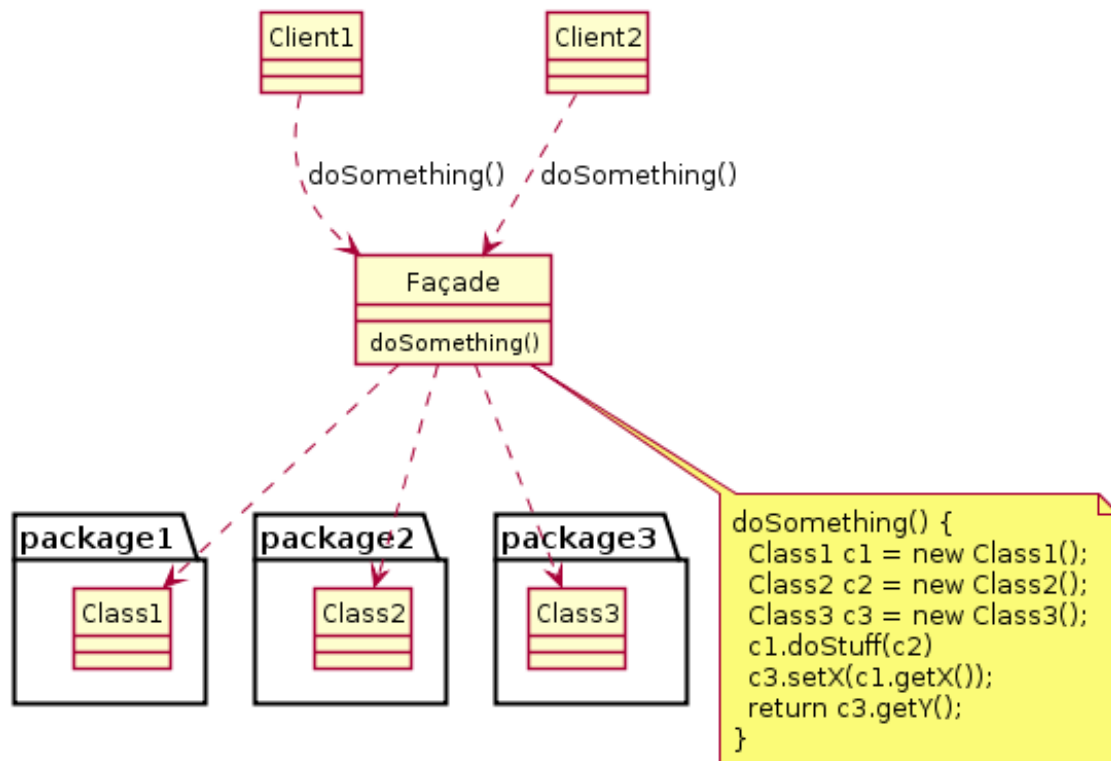 Client1
Client2
doSomething()
doSomething()
Façade
doSomething()
package1
package2
package3
Class1
Class2
Class3
doSomething() {
  Class1 c1 = new Class1();
  Class2 c2 = new Class2();
  Class3 c3 = new Class3();
  c1.doStuff(c2)
  c3.setX(c1.getX());
  return c3.getY();
}